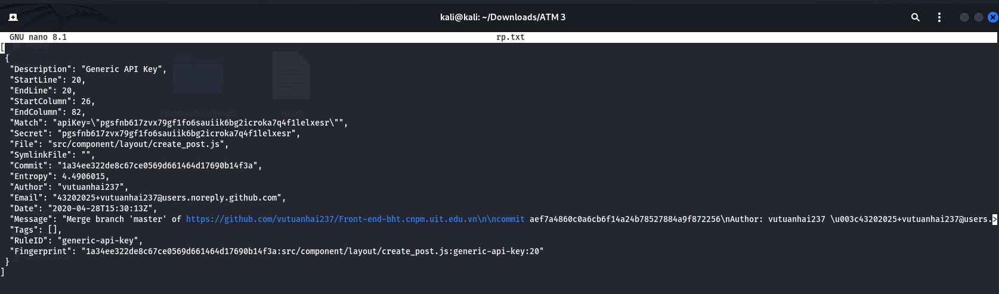 kali@kali: ~/Downloads/ATM 3
GNU nano 8.1 rp.txt
[
{
"Description": "Generic API Key",
"StartLine": 20,
"EndLine": 20,
"StartColumn": 26,
"EndColumn": 82,
"Match": "apiKey=\"pgsfnb617zvx79gf1fo6sauiik6bg2icroka7q4f1lelxesr\"",
"Secret": "pgsfnb617zvx79gf1fo6sauiik6bg2icroka7q4f1lelxesr",
"File": "src/component/layout/create_post.js",
"SymlinkFile": "",
"Commit": "1a34ee322de8c67ce0569d661464d17690b14f3a",
"Entropy": 4.4906015,
"Author": "vutuanhai237",
"Email": "43202025+vutuanhai237@users.noreply.github.com",
"Date": "2020-04-28T15:30:13Z",
"Message": "Merge branch 'master' of https://github.com/vutuanhai237/Front-end-bht.cnpm.uit.edu.vn\n\ncommit aef7a4860c0a6cb6f14a24b78527884a9f872256\nAuthor: vutuanhai237 \u003c43202025+vutuanhai237@users.>
"Tags": [],
"RuleID": "generic-api-key",
"Fingerprint": "1a34ee322de8c67ce0569d661464d17690b14f3a:src/component/layout/create_post.js:generic-api-key:20"
}
]